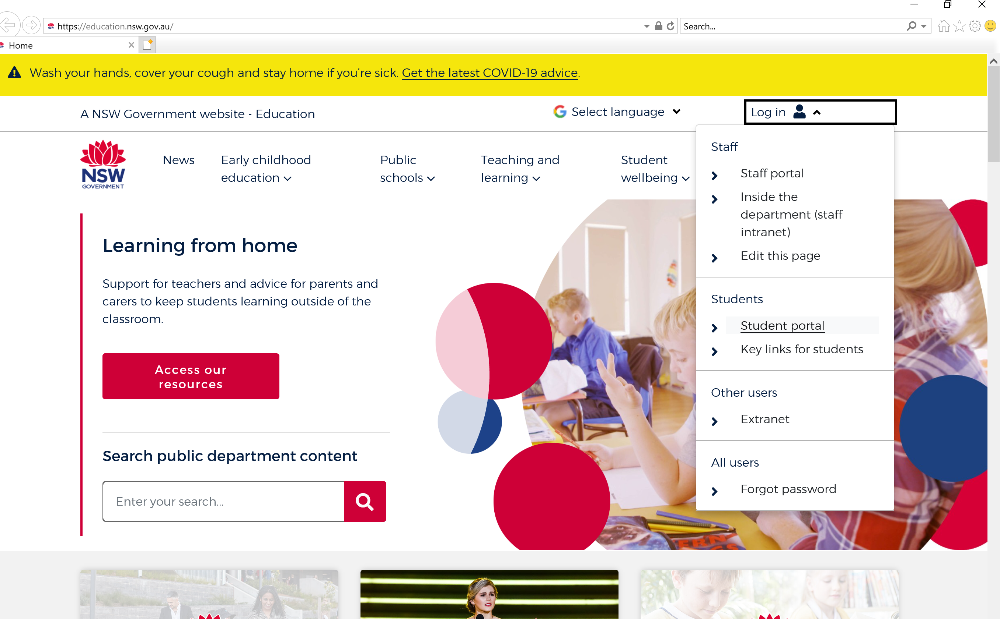 https://education.nsw.gov.au/
Search...
Home
Wash your hands, cover your cough and stay home if you’re sick. Get the latest COVID-19 advice.
A NSW Government website - Education
Select language
Log in
NSW
GOVERNMENT
News
Early childhood
education
Public
schools
Teaching and
learning
Student
wellbeing
Staff
Staff portal
Inside the
department (staff
intranet)
Edit this page
Students
Student portal
Key links for students
Other users
Extranet
All users
Forgot password
Learning from home
Support for teachers and advice for parents and
carers to keep students learning outside of the
classroom.
Access our
resources
Search public department content
Enter your search...